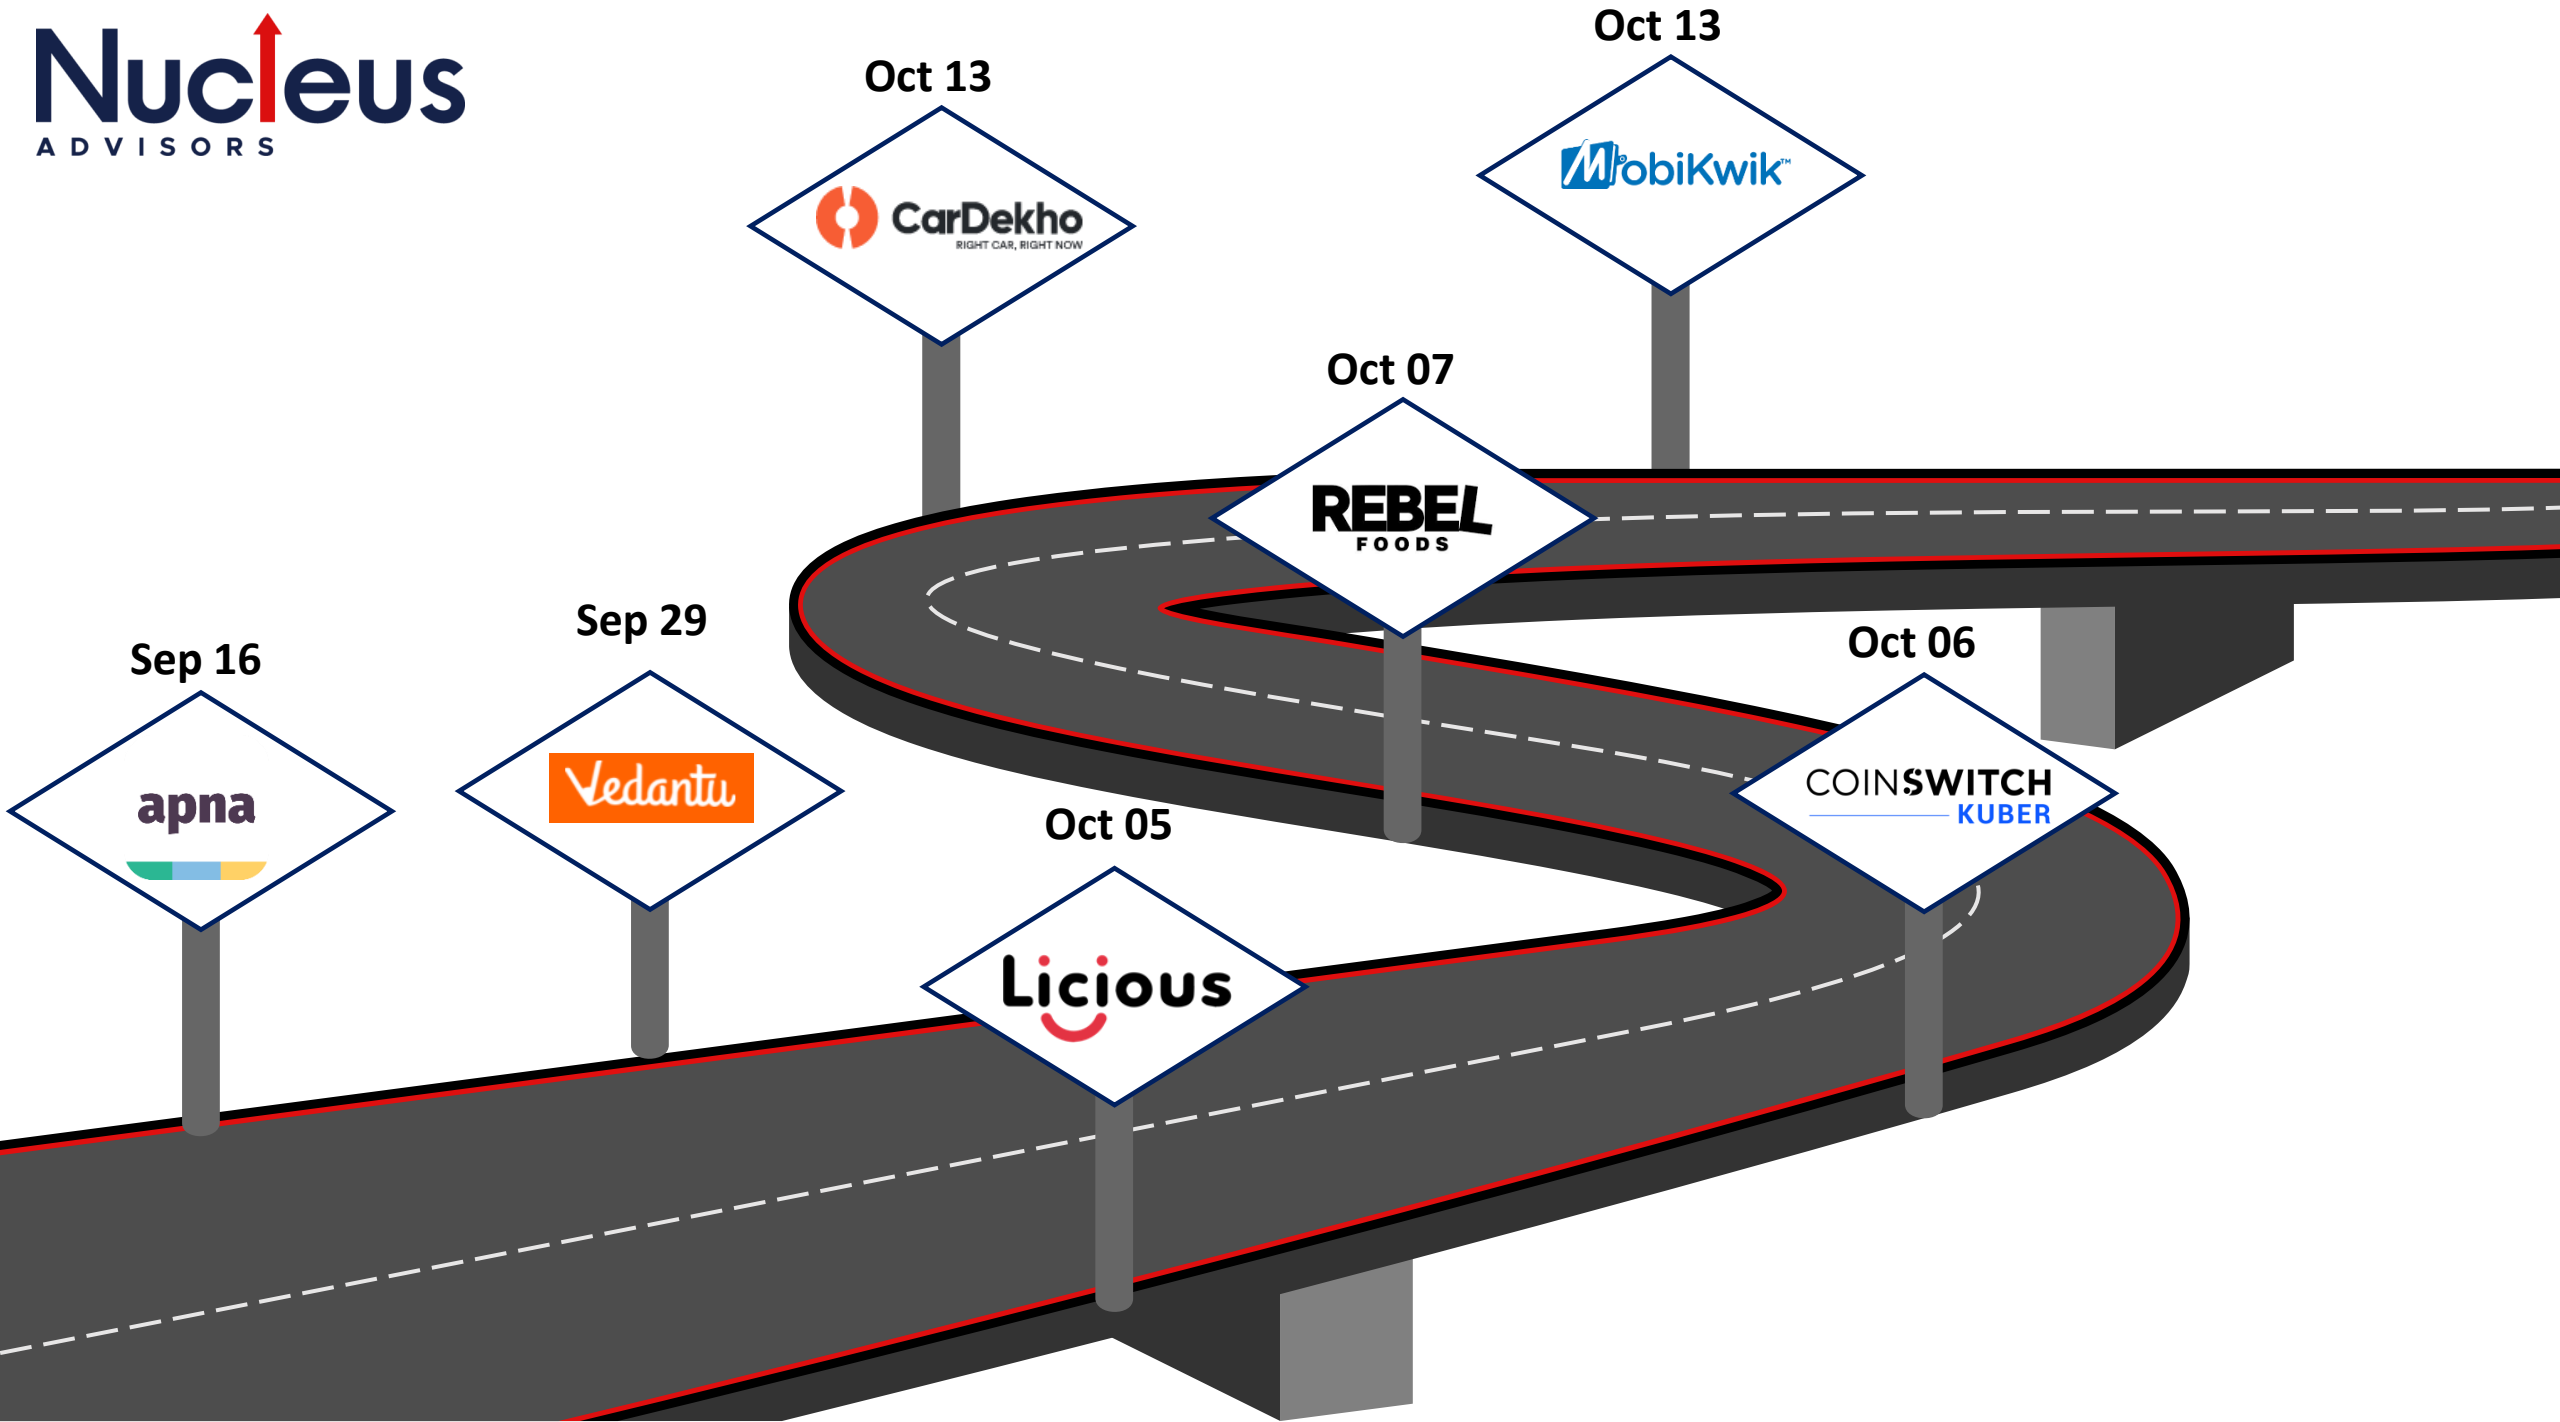 Nucleus
ADVISORS
Oct 13
CarDekho
RIGHT CAR, RIGHT NOW
Oct 13
MobiKwik™
Oct 07
REBEL
FOODS
Sep 16
apna
Sep 29
Vedantu
Oct 05
Licious
Oct 06
COINSWITCH
KUBER